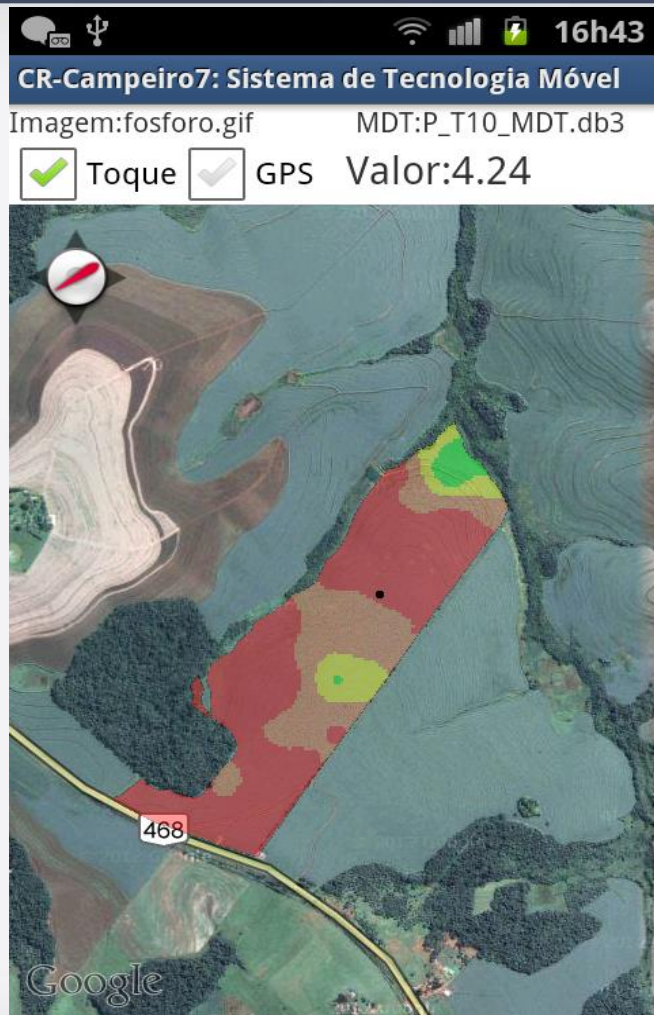 16h43
CR-Campeiro7: Sistema de Tecnologia Móvel
Imagem:fosforo.gif MDT:P_T10_MDT.db3
Toque GPS Valor:4.24
468
Google